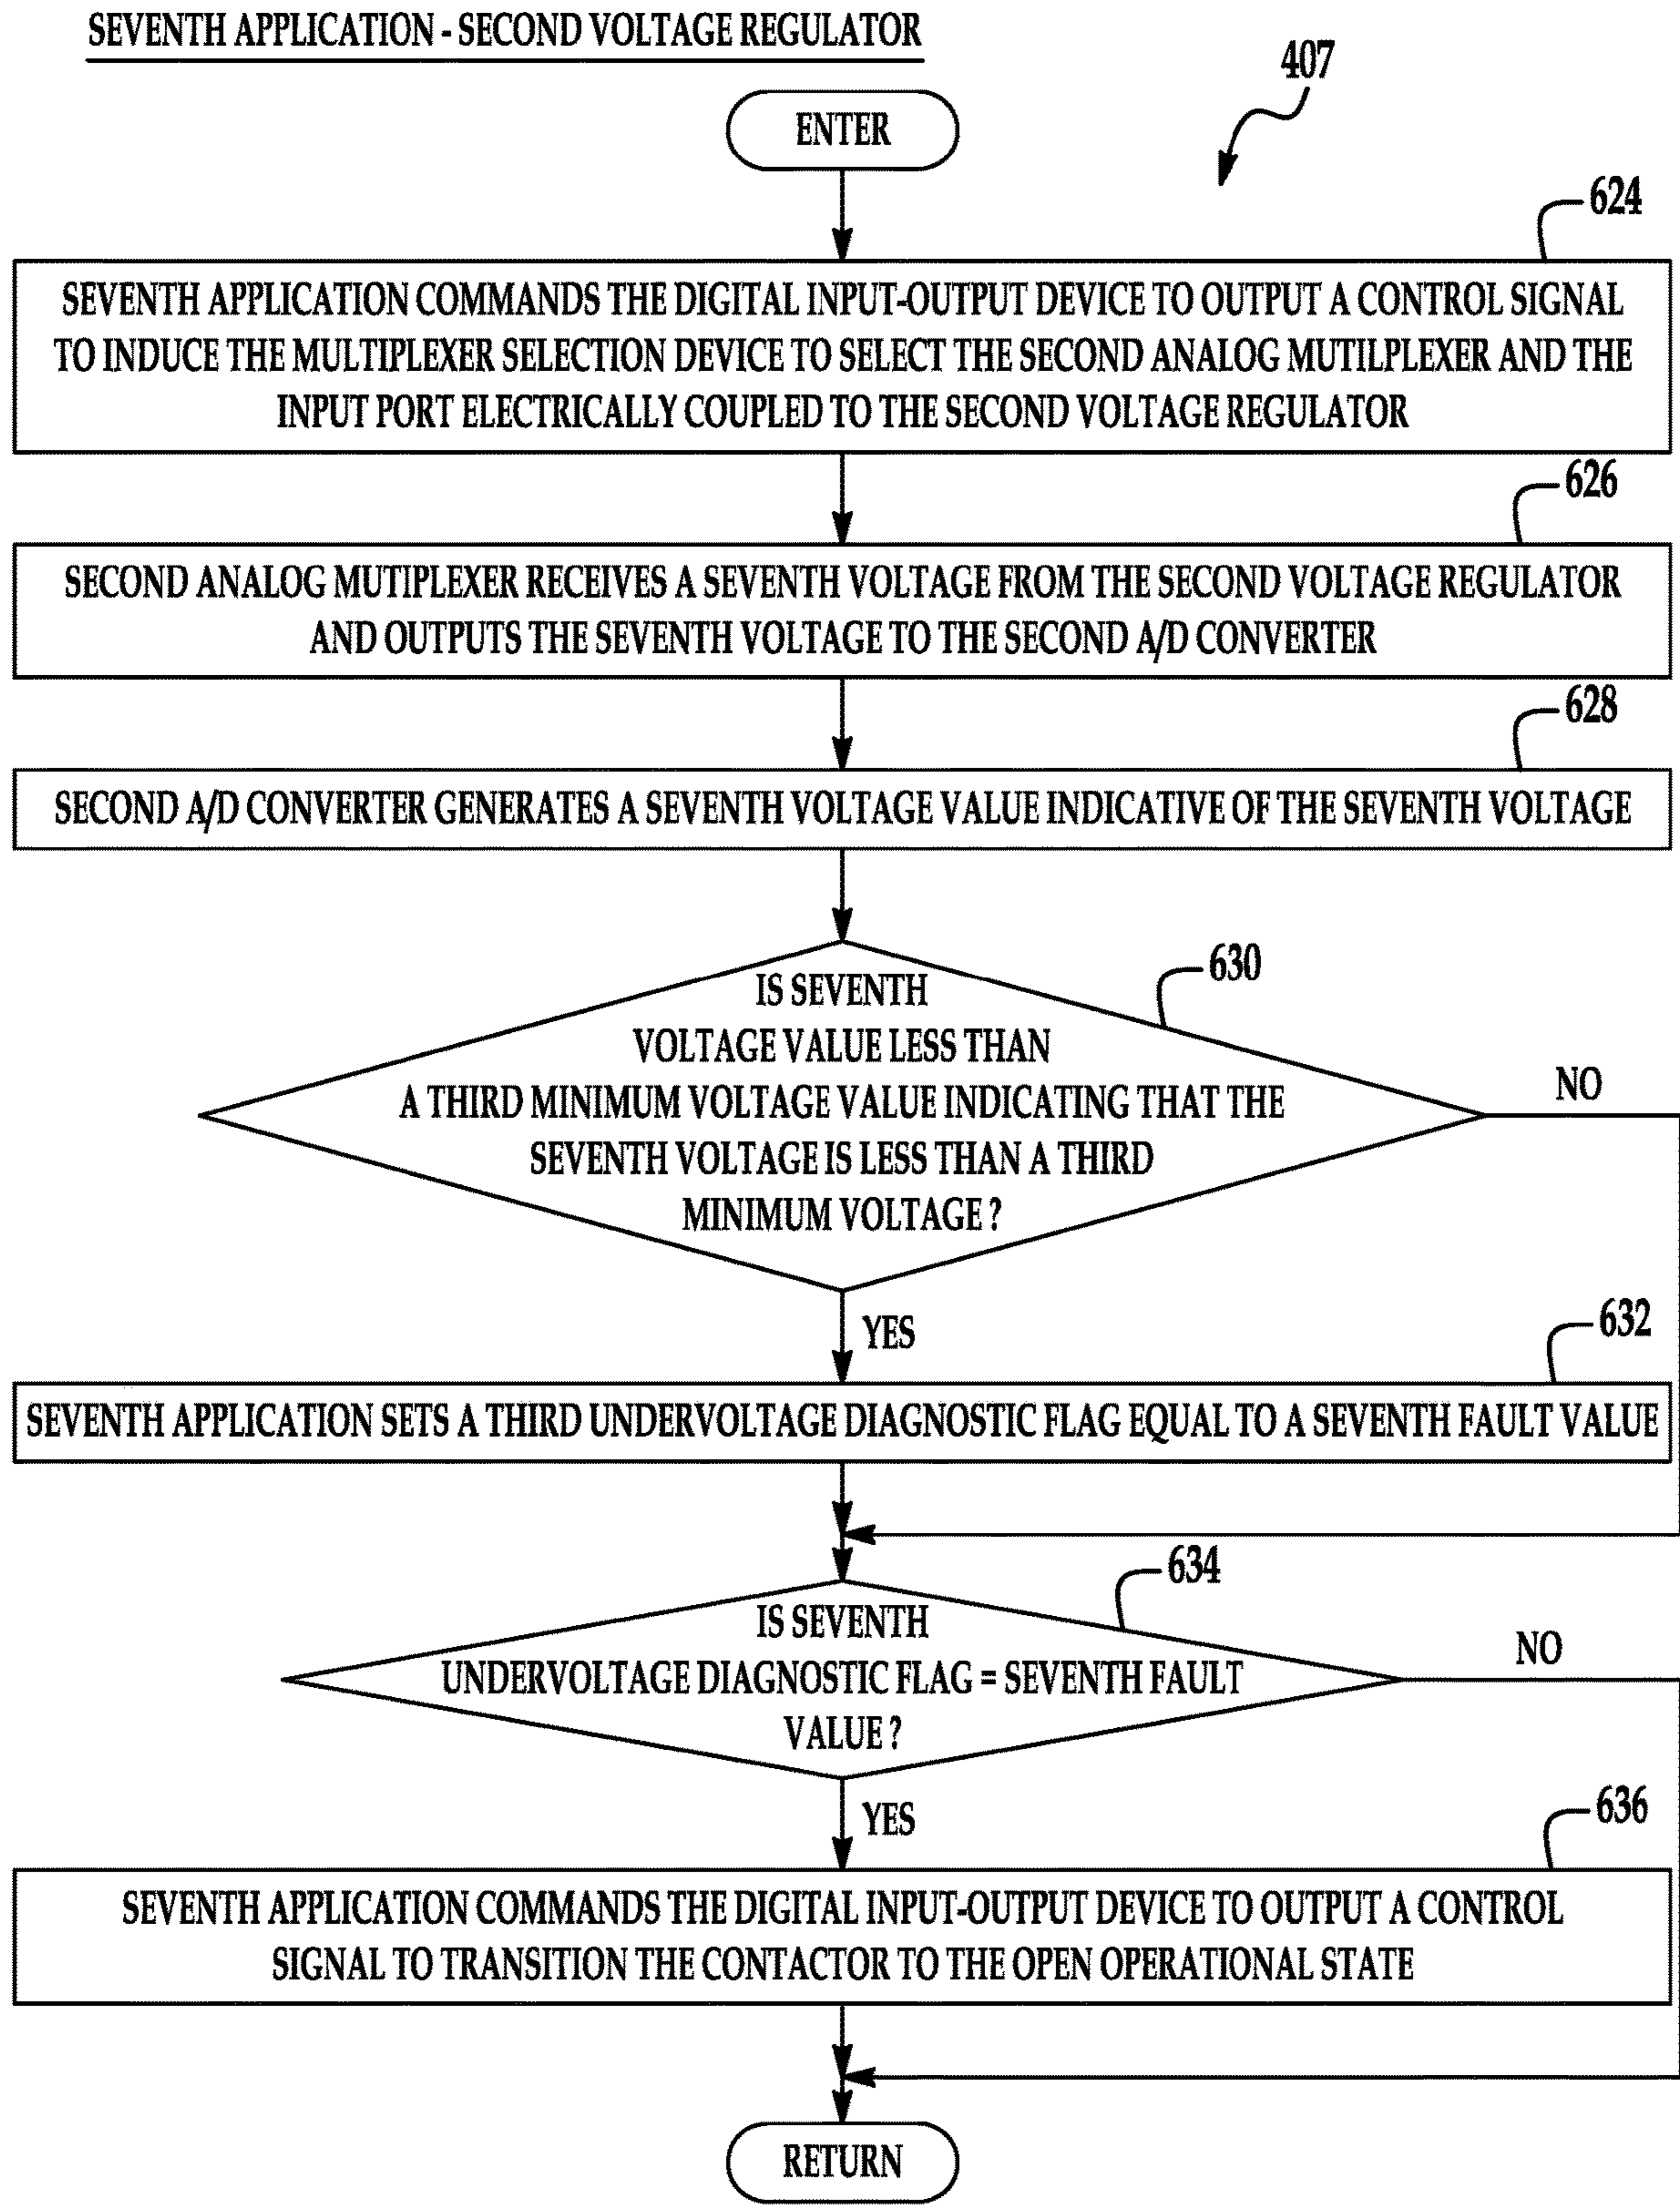 SEVENTH APPLICATION - SECOND VOLTAGE REGULATOR
407
ENTER
624
SEVENTH APPLICATION COMMANDS THE DIGITAL INPUT-OUTPUT DEVICE TO OUTPUT A CONTROL SIGNAL
TO INDUCE THE MULTIPLEXER SELECTION DEVICE TO SELECT THE SECOND ANALOG MUTILPLEXER AND THE
INPUT PORT ELECTRICALLY COUPLED TO THE SECOND VOLTAGE REGULATOR
626
SECOND ANALOG MUTIPLEXER RECEIVES A SEVENTH VOLTAGE FROM THE SECOND VOLTAGE REGULATOR
AND OUTPUTS THE SEVENTH VOLTAGE TO THE SECOND A/D CONVERTER
628
SECOND A/D CONVERTER GENERATES A SEVENTH VOLTAGE VALUE INDICATIVE OF THE SEVENTH VOLTAGE
630
IS SEVENTH
VOLTAGE VALUE LESS THAN
A THIRD MINIMUM VOLTAGE VALUE INDICATING THAT THE
SEVENTH VOLTAGE IS LESS THAN A THIRD
MINIMUM VOLTAGE ?
NO
YES
632
SEVENTH APPLICATION SETS A THIRD UNDERVOLTAGE DIAGNOSTIC FLAG EQUAL TO A SEVENTH FAULT VALUE
634
IS SEVENTH
UNDERVOLTAGE DIAGNOSTIC FLAG = SEVENTH FAULT
VALUE ?
NO
YES
636
SEVENTH APPLICATION COMMANDS THE DIGITAL INPUT-OUTPUT DEVICE TO OUTPUT A CONTROL
SIGNAL TO TRANSITION THE CONTACTOR TO THE OPEN OPERATIONAL STATE
RETURN